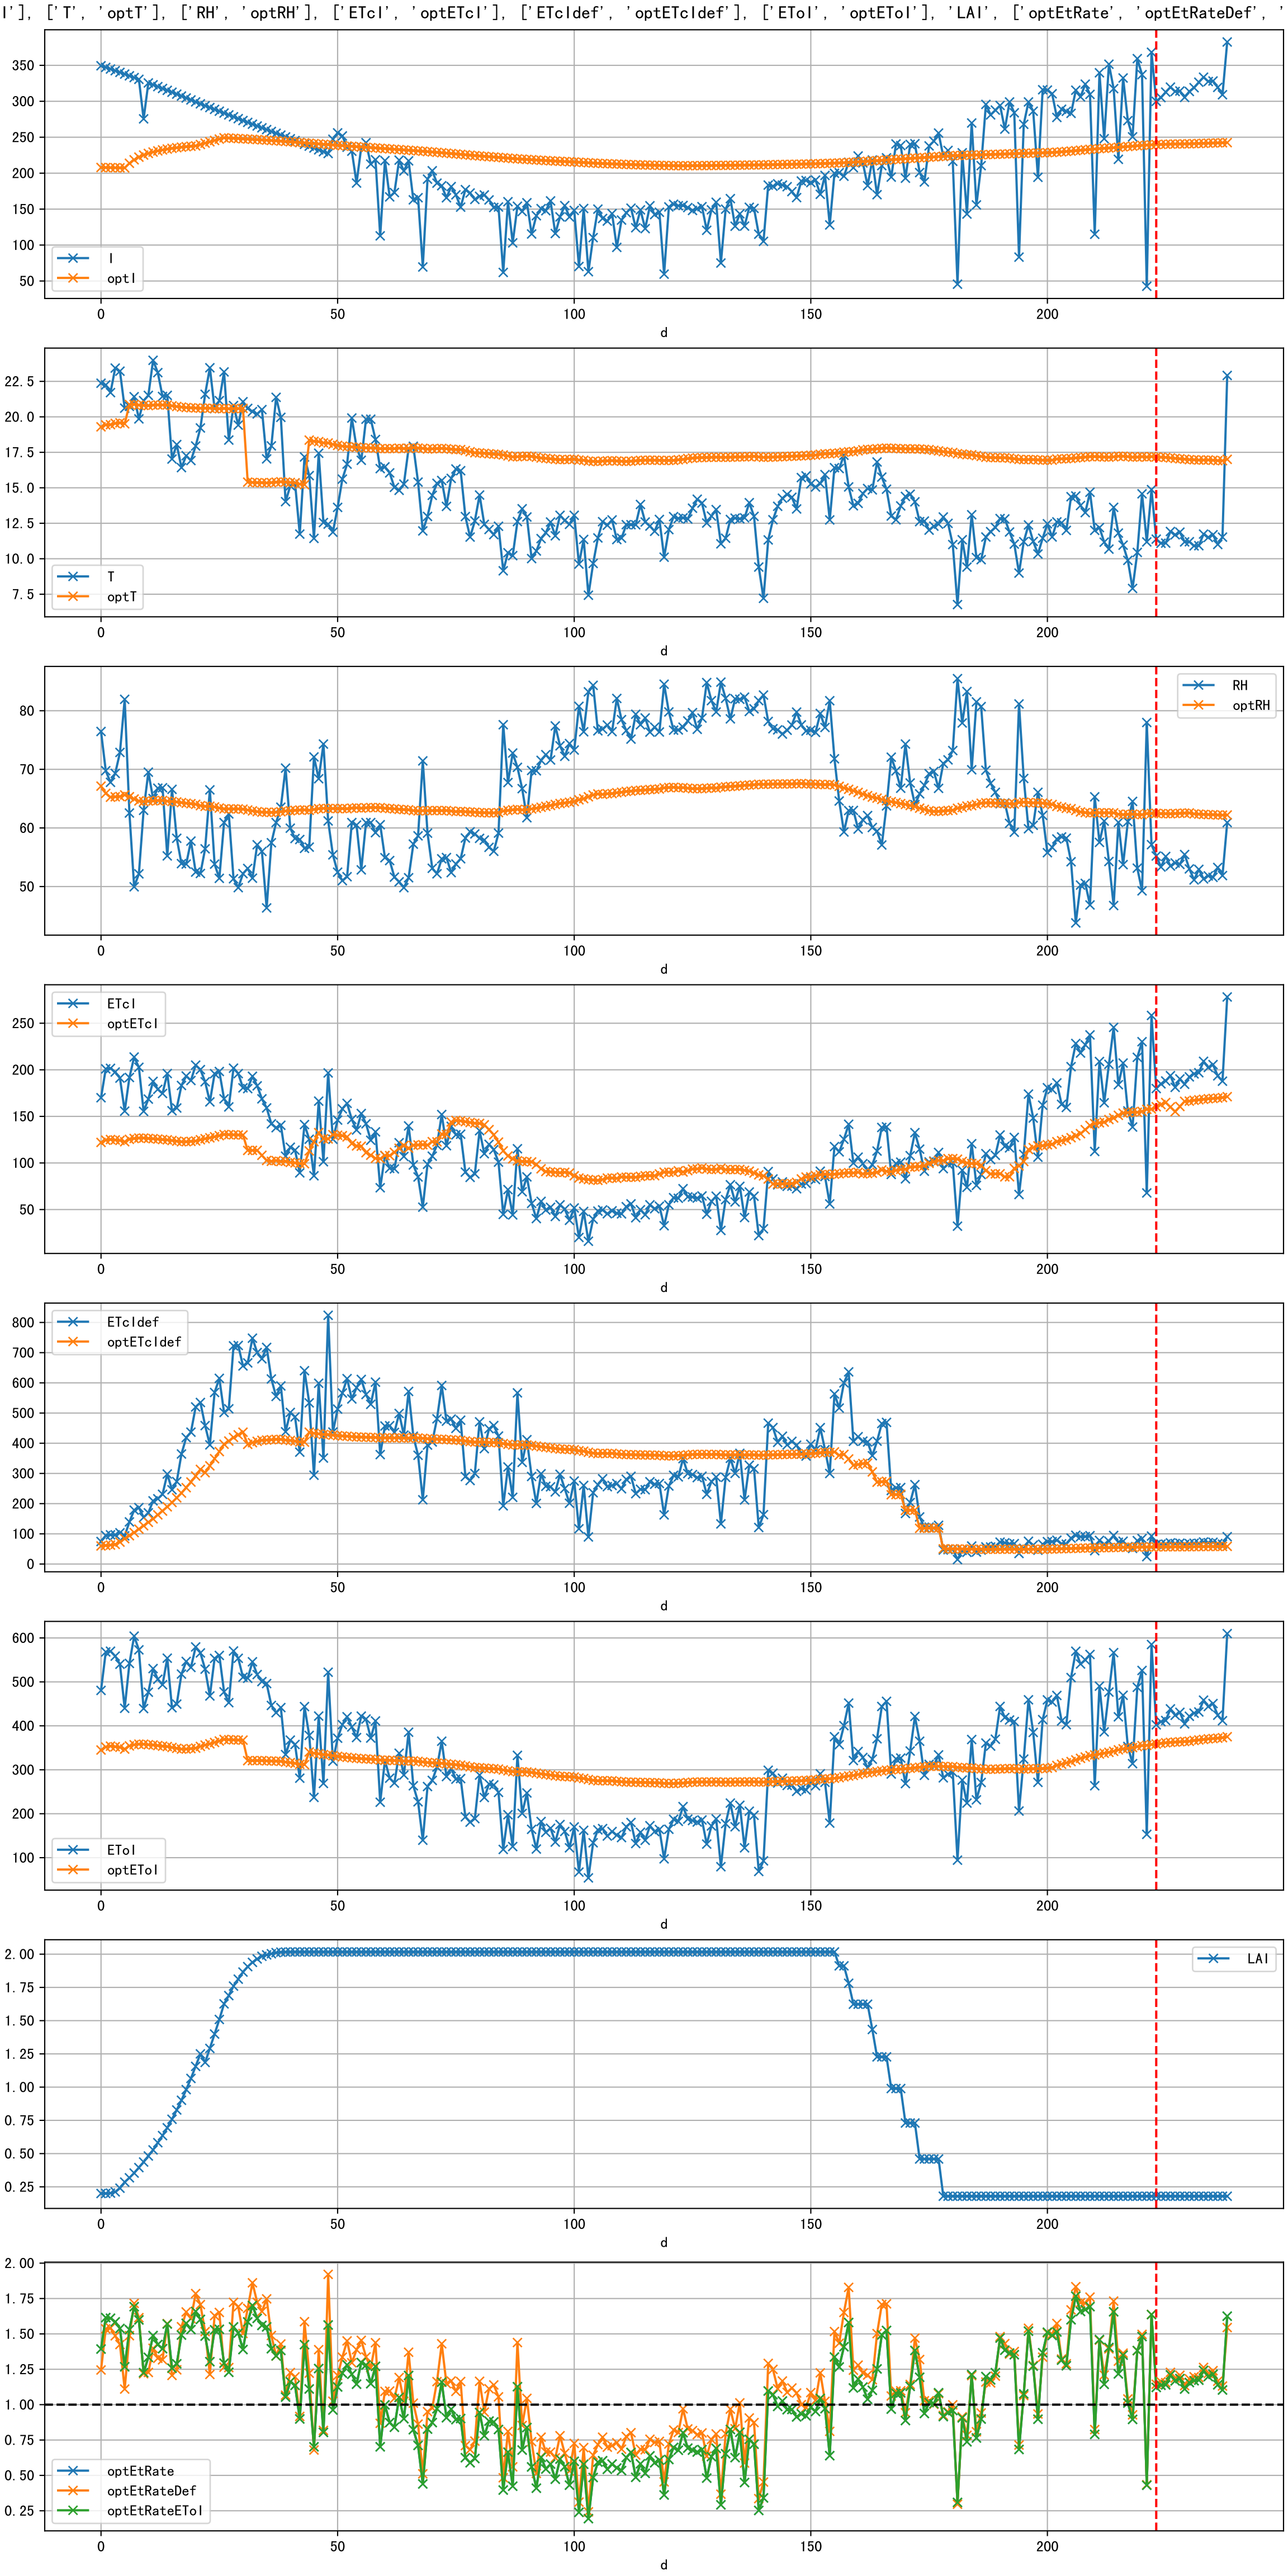 I'], ['T', 'optT'], ['RH', 'optRH'], ['ETcI', 'optETcI'], ['ETcIdef', 'optETcIdef'], ['EToI', 'optEToI'], 'LAI', ['optEtRate', 'optEtRateDef', '
350
300
250
200
150
100
50
I
optI
0 50 100 150 200
d
22.5
20.0
17.5
15.0
12.5
10.0
7.5
T
optT
0 50 100 150 200
d
80
70
60
50
RH
optRH
0 50 100 150 200
d
250
200
150
100
50
ETcI
optETcI
0 50 100 150 200
d
800
700
600
500
400
300
200
100
0
ETcIdef
optETcIdef
0 50 100 150 200
d
600
500
400
300
200
100
EToI
optEToI
0 50 100 150 200
d
2.00
1.75
1.50
1.25
1.00
0.75
0.50
0.25
LAI
0 50 100 150 200
d
2.00
1.75
1.50
1.25
1.00
0.75
0.50
0.25
optEtRate
optEtRateDef
optEtRateEToI
0 50 100 150 200
d